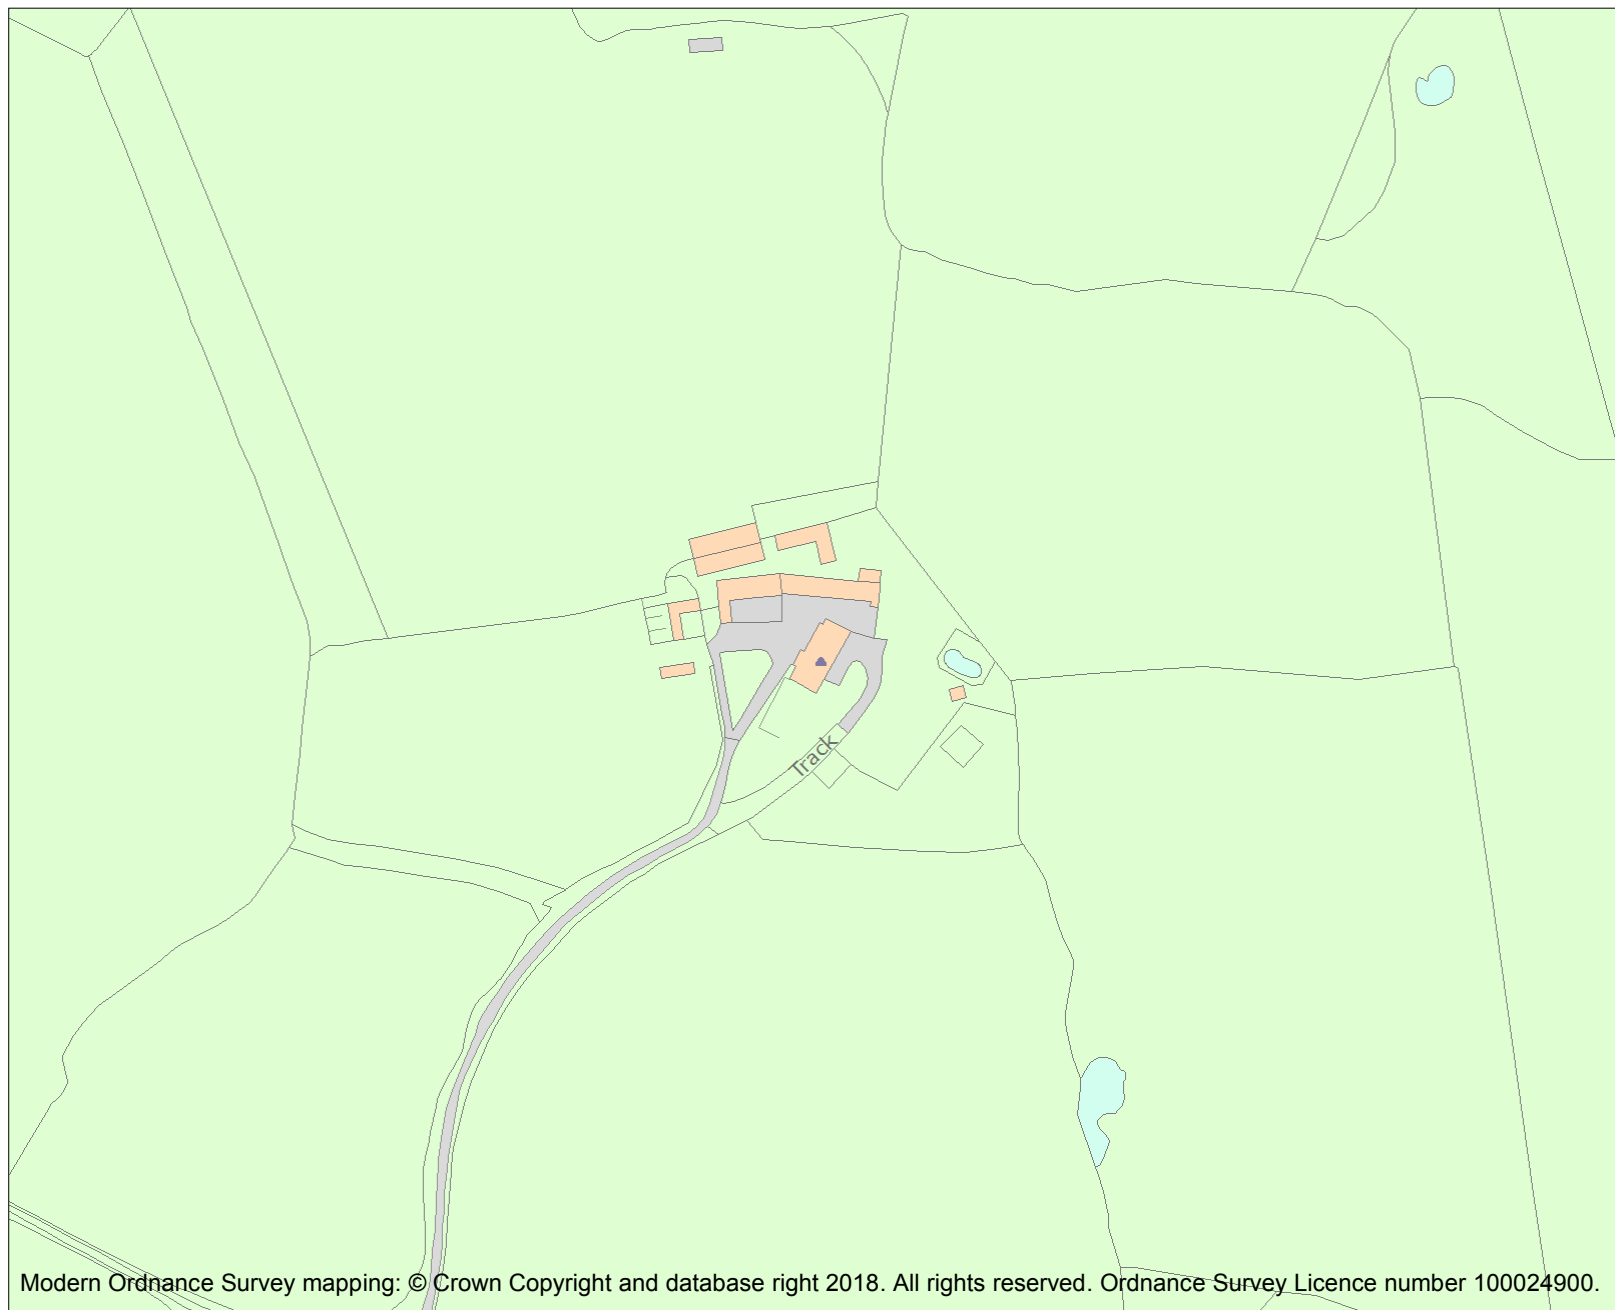 Track
Modern Ordnance Survey mapping: © Crown Copyright and database right 2018. All rights reserved. Ordnance Survey Licence number 100024900.